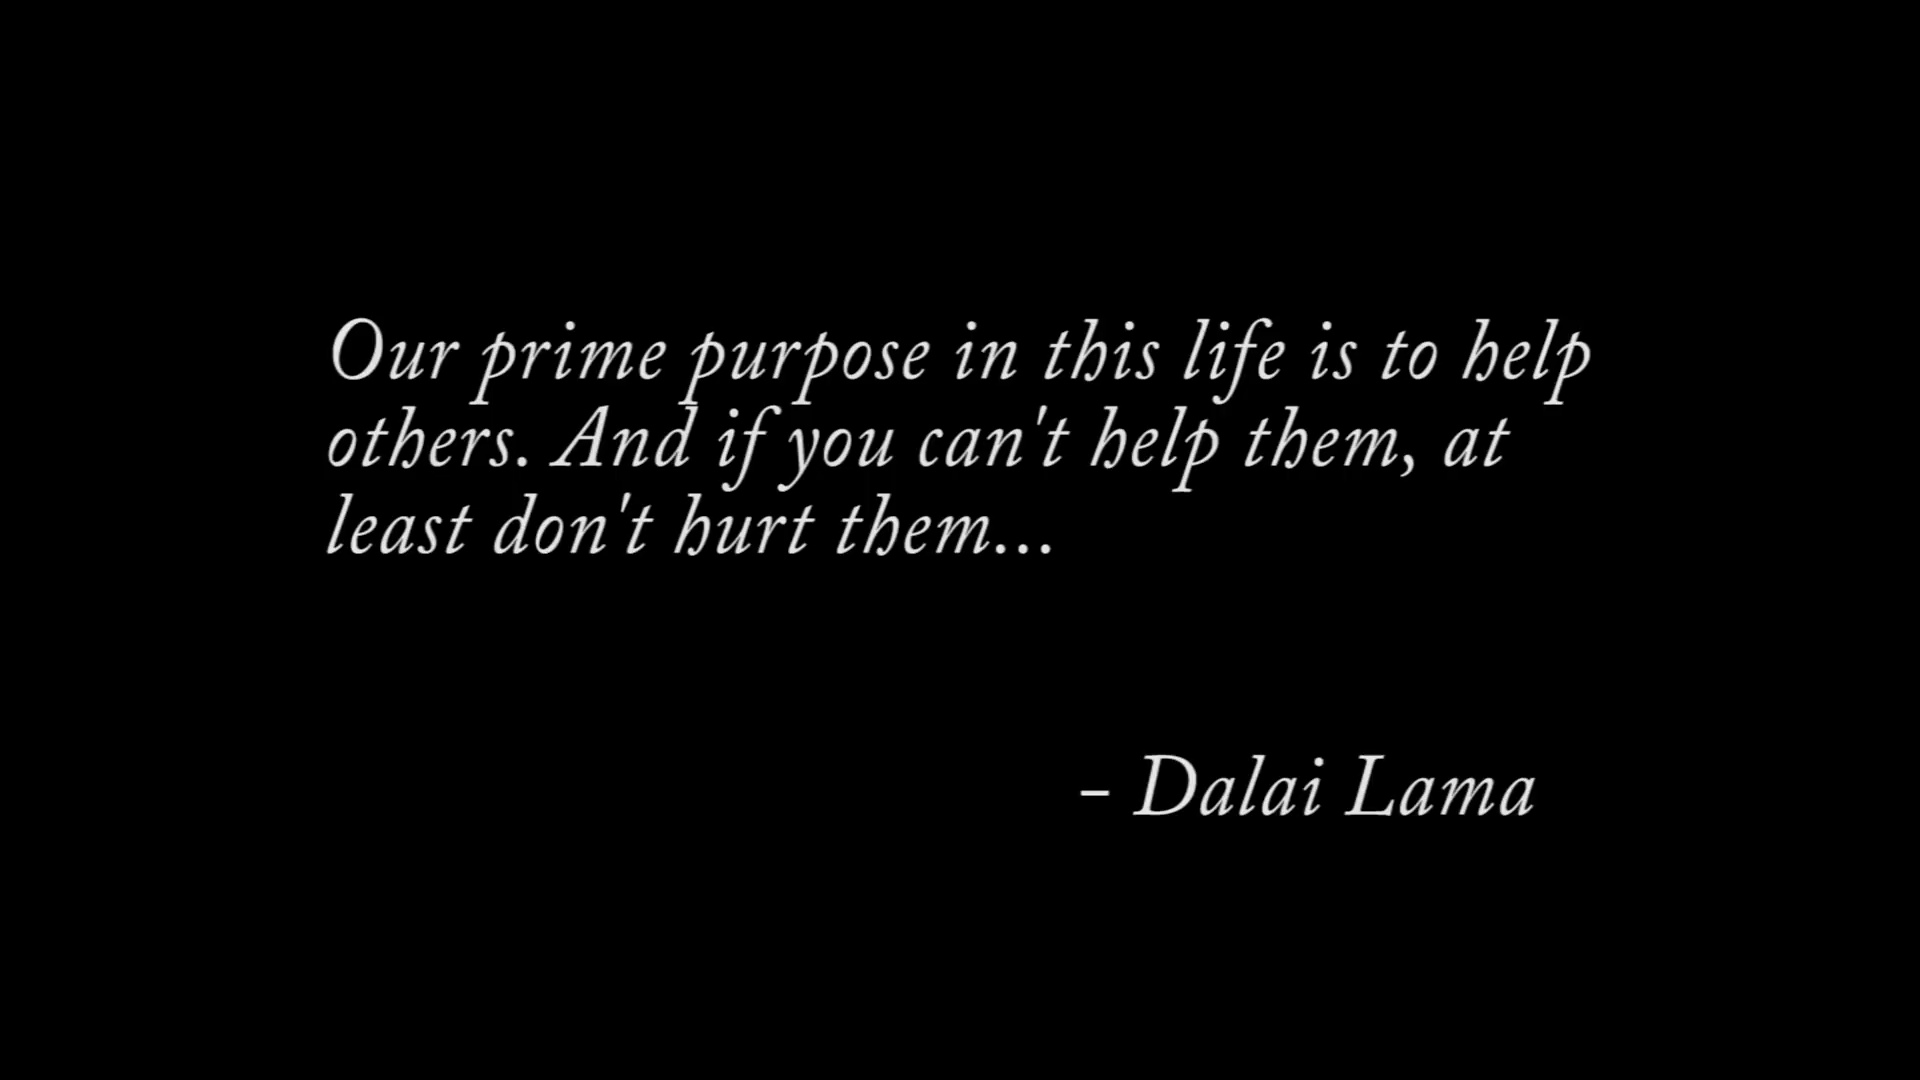 Our prime purpose in this life is to help
others. And if you can't help them, at
least don't hurt them...
- Dalai Lama